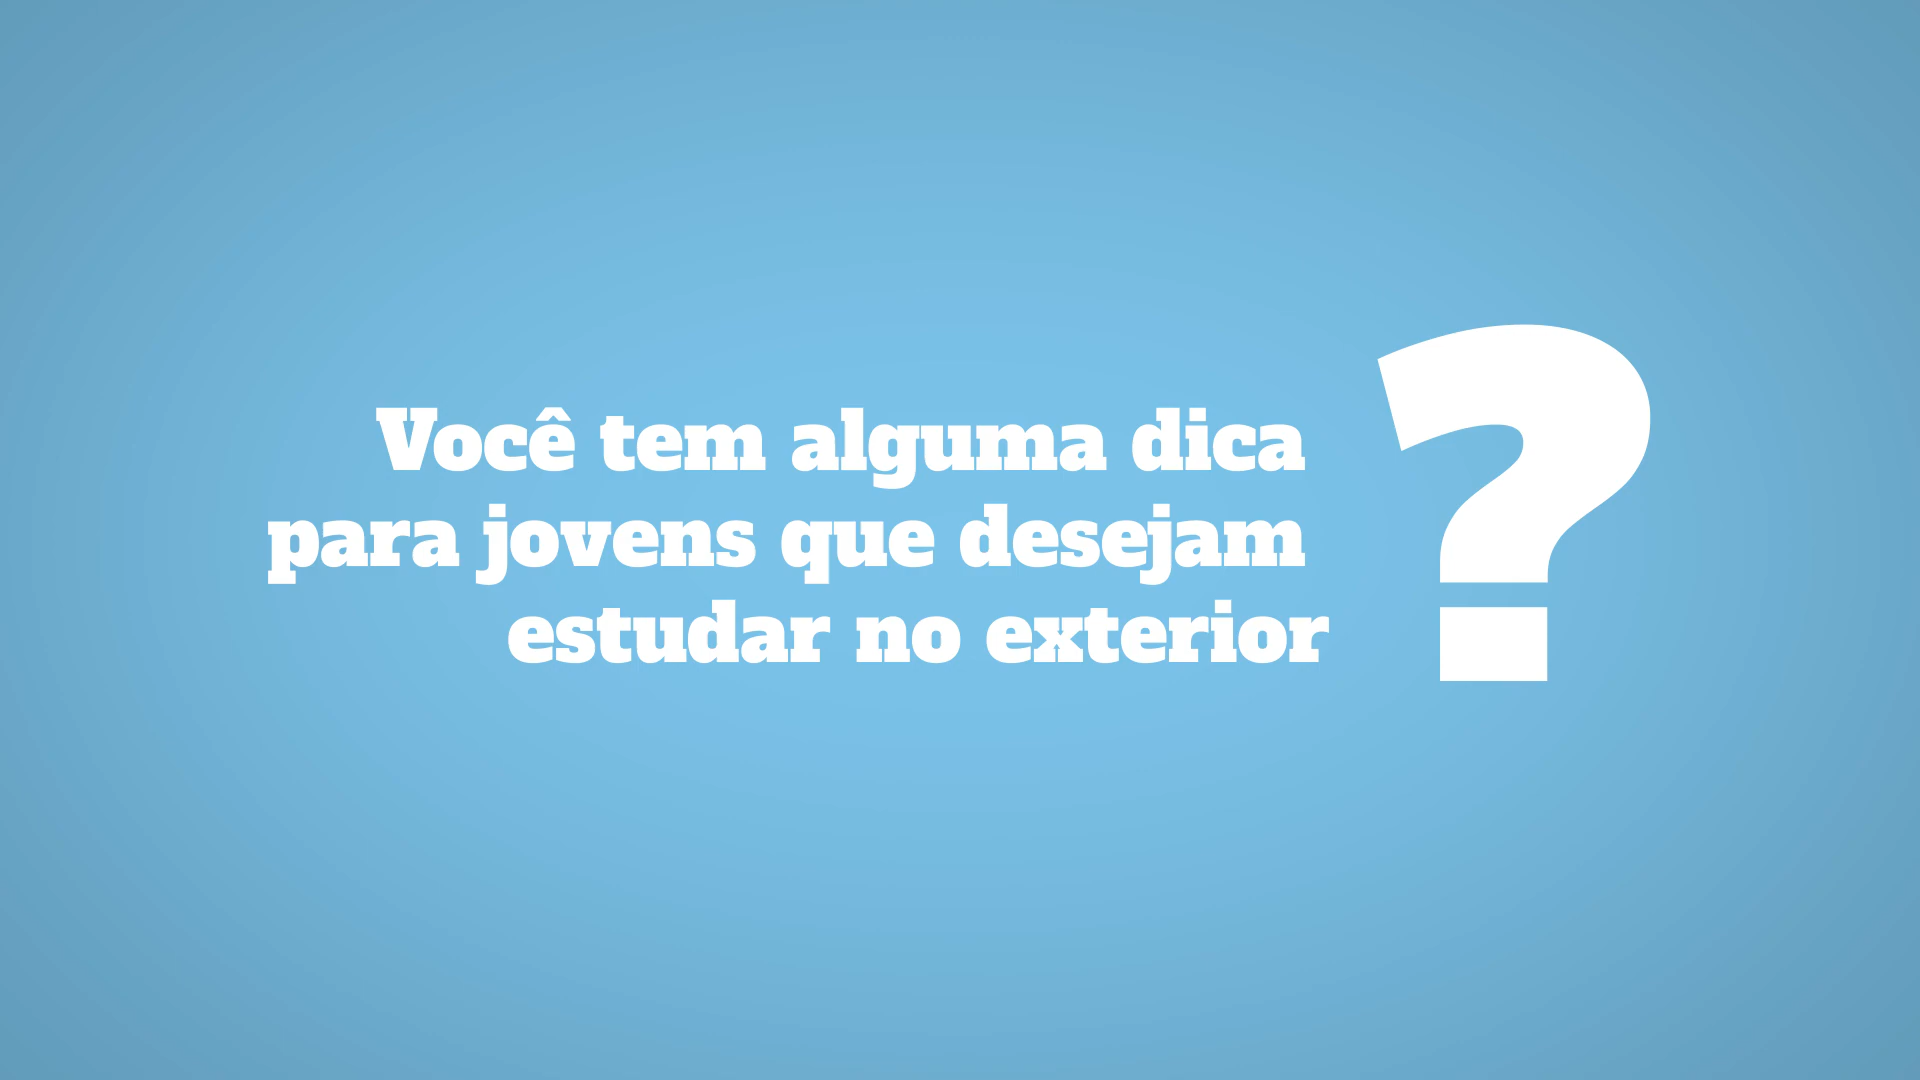 Você tem alguma dica
para jovens que desejam
estudar no exterior?